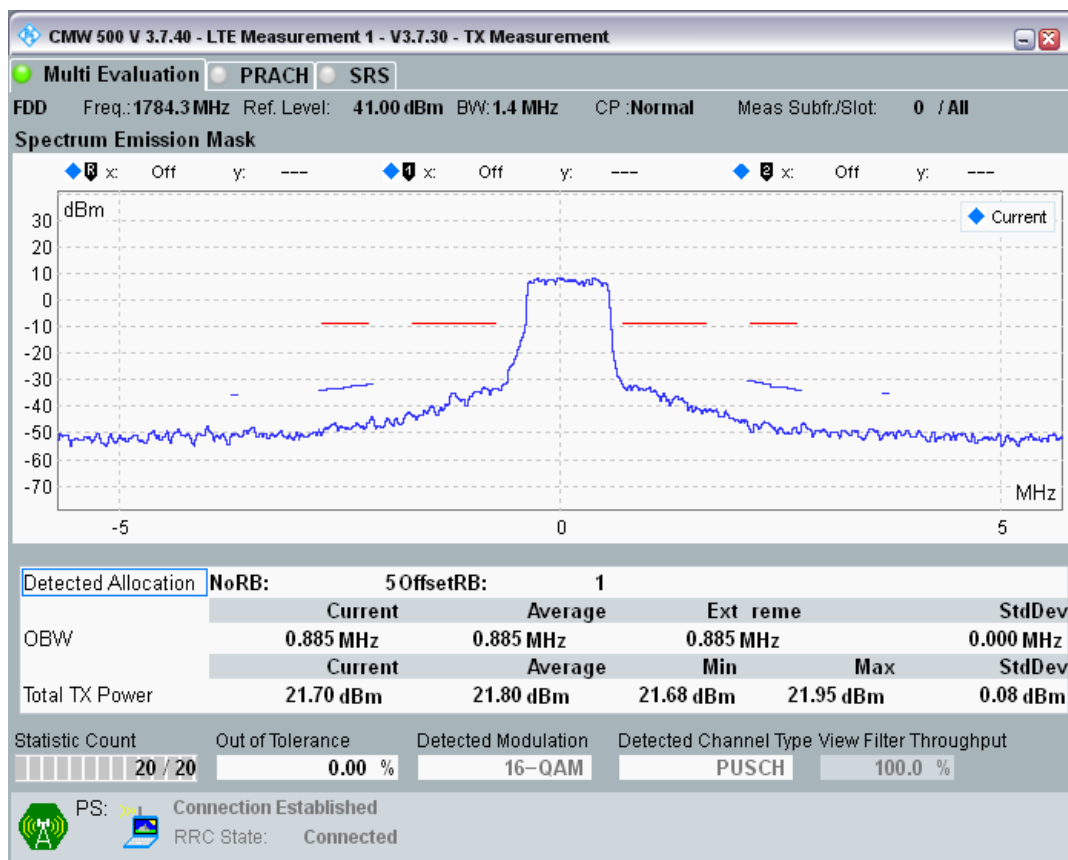 CMW 500 V 3.7.40 - LTE Measurement 1 - V3.7.30 - TX Measurement
Multi Evaluation PRACH SRS
FDD Freq.: 1784.3 MHz Ref. Level: 41.00 dBm BW: 1.4 MHz CP :Normal Meas Subfr./Slot: 0 / All
Spectrum Emission Mask
R x: Off y: --- 1 x: Off y: --- 2 x: Off y: ---
dBm
Current
30
20
10
0
-10
-20
-30
-40
-50
-60
-70
MHz
-5 0 5
Detected Allocation NoRB: 5 OffsetRB: 1
Current Average Ext reme StdDev
OBW 0.885 MHz 0.885 MHz 0.885 MHz 0.000 MHz
Current Average Min Max StdDev
Total TX Power 21.70 dBm 21.80 dBm 21.68 dBm 21.95 dBm 0.08 dBm
Statistic Count Out of Tolerance Detected Modulation Detected Channel Type View Filter Throughput
20 / 20 0.00 % 16-QAM PUSCH 100.0 %
PS: Connection Established
RRC State: Connected